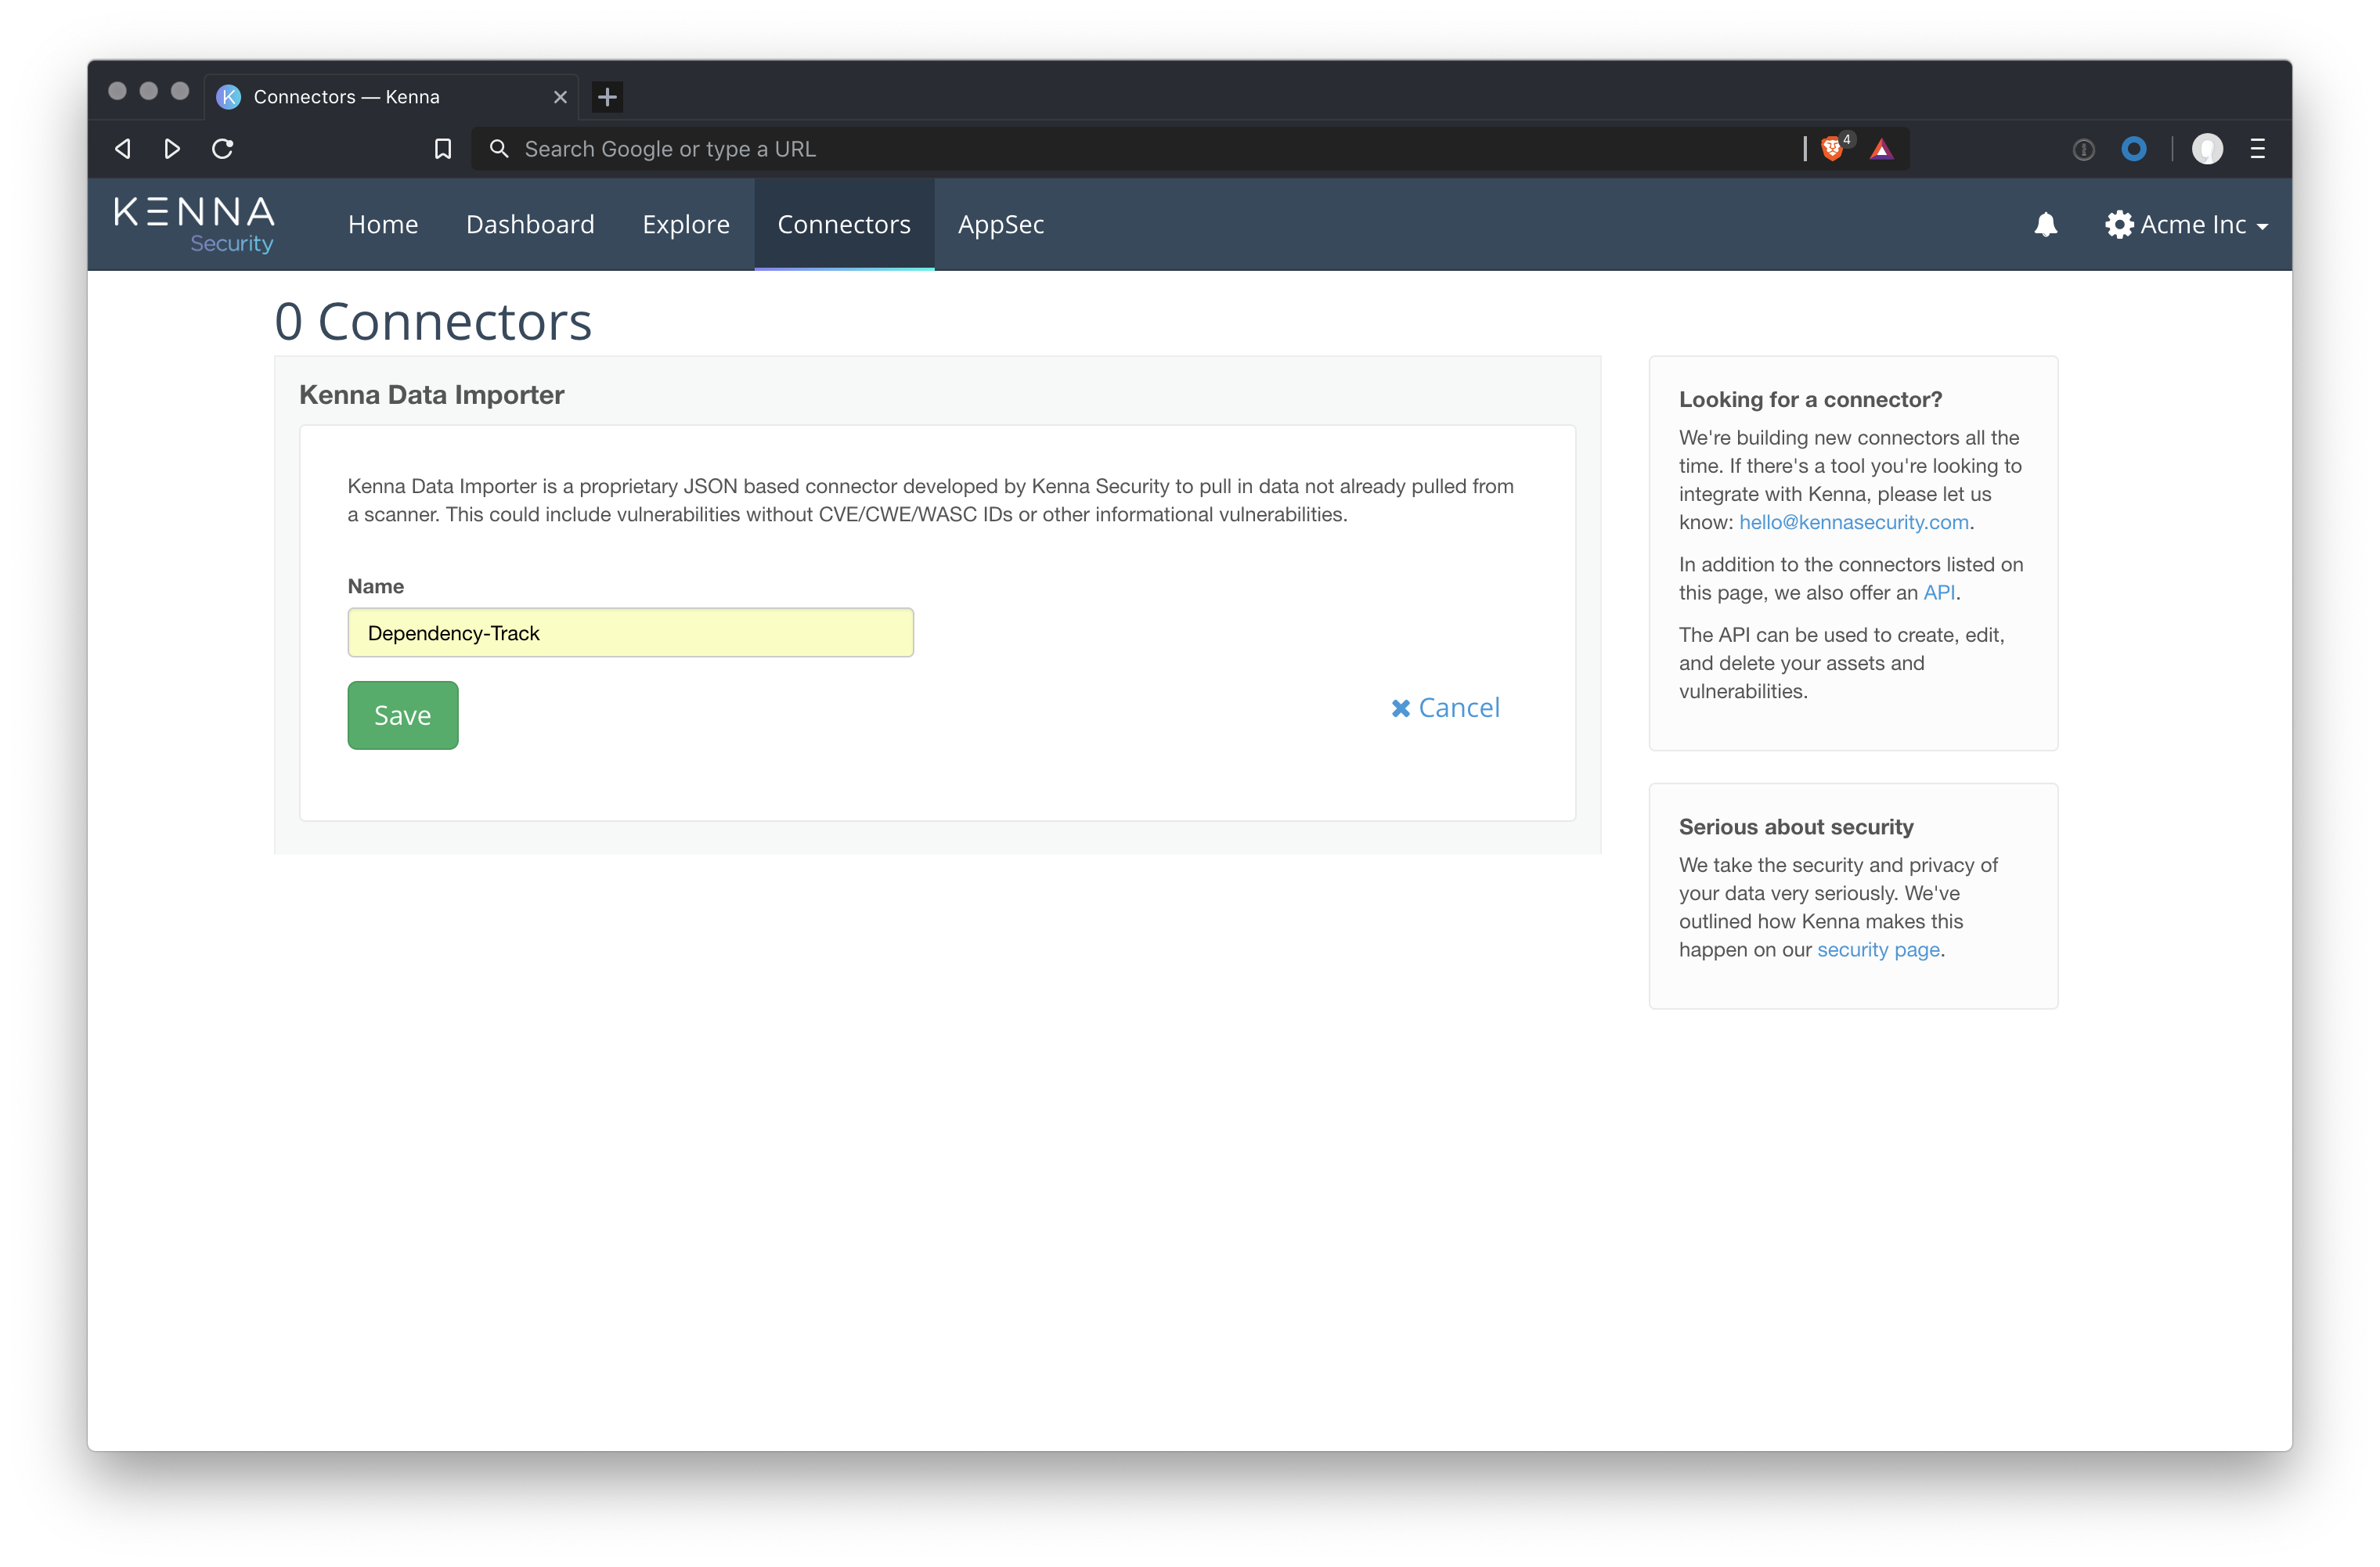 Connectors — Kenna
Search Google or type a URL
4
KENNA
Security
Home
Dashboard
Explore
Connectors
AppSec
Acme Inc
0 Connectors
Kenna Data Importer
Kenna Data Importer is a proprietary JSON based connector developed by Kenna Security to pull in data not already pulled from
a scanner. This could include vulnerabilities without CVE/CWE/WASC IDs or other informational vulnerabilities.
Name
Dependency-Track
Save
Cancel
Looking for a connector?
We're building new connectors all the
time. If there's a tool you're looking to
integrate with Kenna, please let us
know: hello@kennasecurity.com.
In addition to the connectors listed on
this page, we also offer an API.
The API can be used to create, edit,
and delete your assets and
vulnerabilities.
Serious about security
We take the security and privacy of
your data very seriously. We've
outlined how Kenna makes this
happen on our security page.